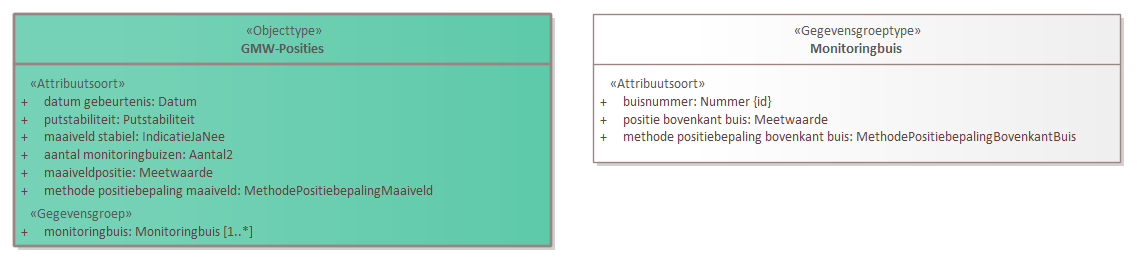 «Objecttype»
GMW-Posities
«Attribuutsoort»
+ datum gebeurtenis: Datum
+ putstabiliteit: Putstabiliteit
+ maaiveld stabiel: IndicatieJaNee
+ aantal monitoringbuizen: Aantal2
+ maaiveldpositie: Meetwaarde
+ methode positiebepaling maaiveld: MethodePositiebepalingMaaiveld
«Gegevensgroep»
+ monitoringbuis: Monitoringbuis [1..*]
«Gegevensgroeptype»
Monitoringbuis
«Attribuutsoort»
+ buisnummer: Nummer {id}
+ positie bovenkant buis: Meetwaarde
+ methode positiebepaling bovenkant buis: MethodePositiebepalingBovenkantBuis